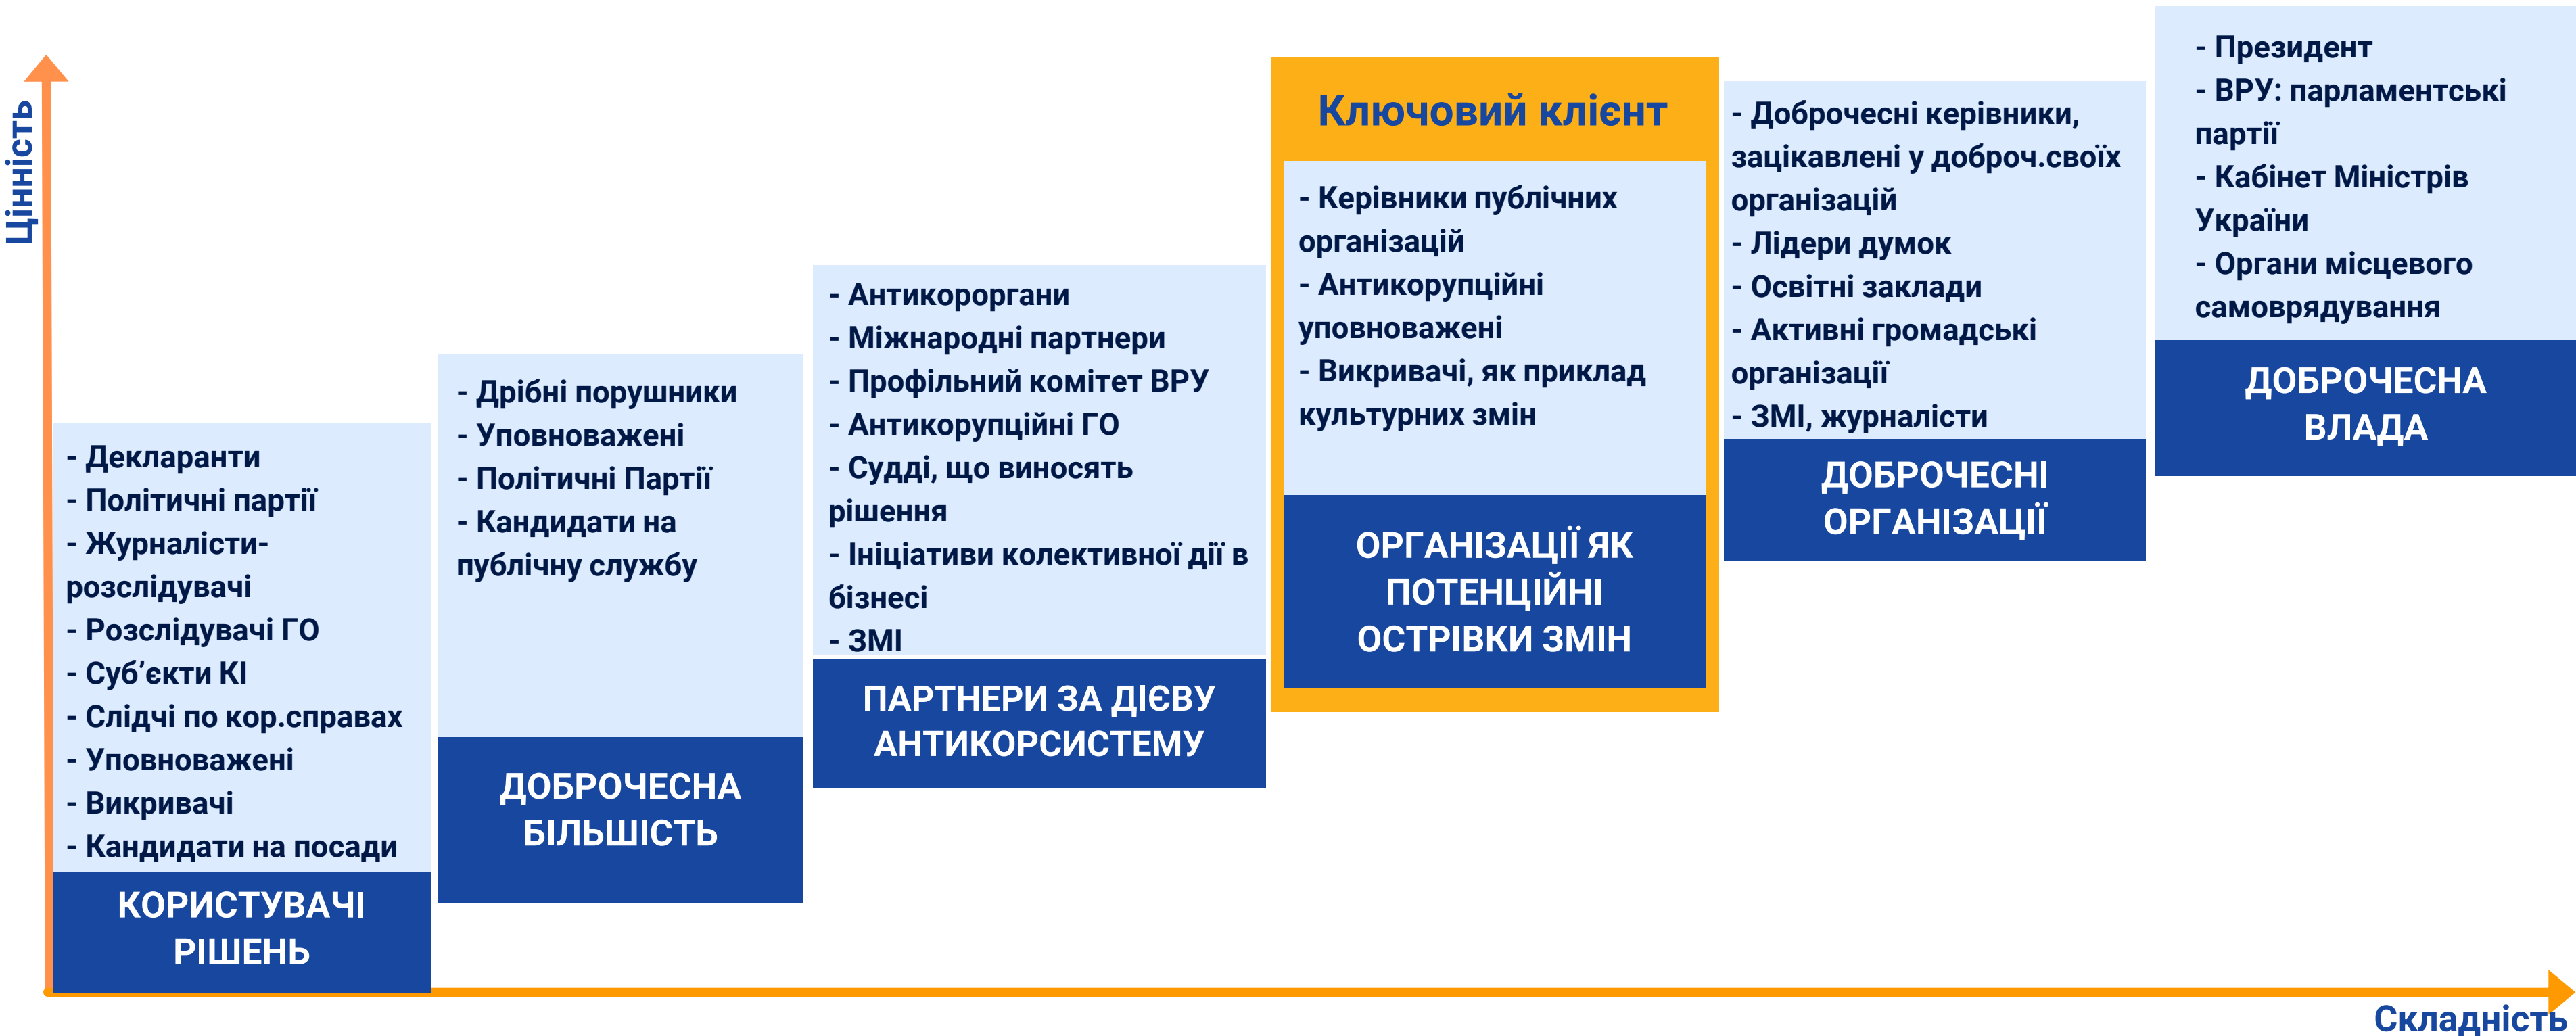 Цінність
- Декларанти
- Політичні партії
- Журналісти-
розслідувачі
- Розслідувачі ГО
- Суб’єкти КІ
- Слідчі по кор.справах
- Уповноважені
- Викривачі
- Кандидати на посади
КОРИСТУВАЧІ
РІШЕНЬ
- Дрібні порушники
- Уповноважені
- Політичні Партії
- Кандидати на
публічну службу
ДОБРОЧЕСНА
БІЛЬШІСТЬ
- Антикороргани
- Міжнародні партнери
- Профільний комітет ВРУ
- Антикорупційні ГО
- Судді, що виносять
рішення
- Ініціативи колективної дії в
бізнесі
- ЗМІ
ПАРТНЕРИ ЗА ДІЄВУ
АНТИКОРСИСТЕМУ
Ключовий клієнт
- Керівники публічних
організацій
- Антикорупційні
уповноважені
- Викривачі, як приклад
культурних змін
ОРГАНІЗАЦІЇ ЯК
ПОТЕНЦІЙНІ
ОСТРІВКИ ЗМІН
- Доброчесні керівники,
зацікавлені у доброч.своїх
організацій
- Лідери думок
- Освітні заклади
- Активні громадські
організації
- ЗМІ, журналісти
ДОБРОЧЕСНІ
ОРГАНІЗАЦІЇ
- Президент
- ВРУ: парламентські
партії
- Кабінет Міністрів
України
- Органи місцевого
самоврядування
ДОБРОЧЕСНА
ВЛАДА
Складність